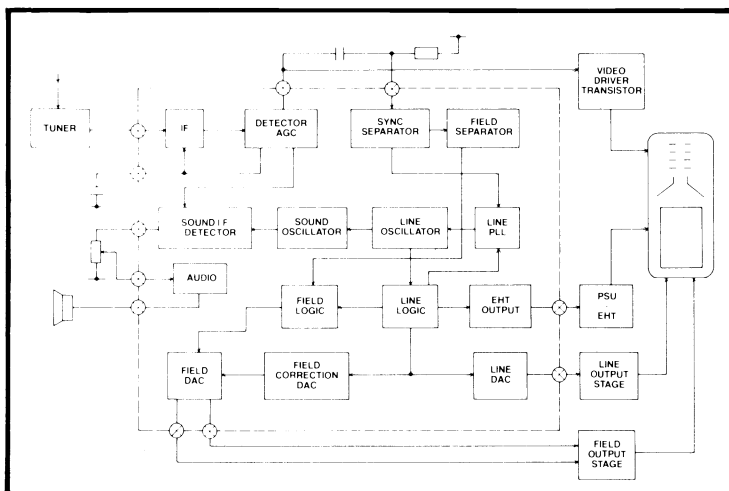 VIDEO
DRIVER
TRANSISTOR
TUNER
IF
DETECTOR
AGC
SYNC
SEPARATOR
FIELD
SEPARATOR
SOUND I F
DETECTOR
SOUND
OSCILLATOR
LINE
OSCILLATOR
LINE
PLL
AUDIO
FIELD
LOGIC
LINE
LOGIC
EHT
OUTPUT
PSU
EHT
FIELD
DAC
FIELD
CORRECTION
DAC
LINE
DAC
LINE
OUTPUT
STAGE
FIELD
OUTPUT
STAGE